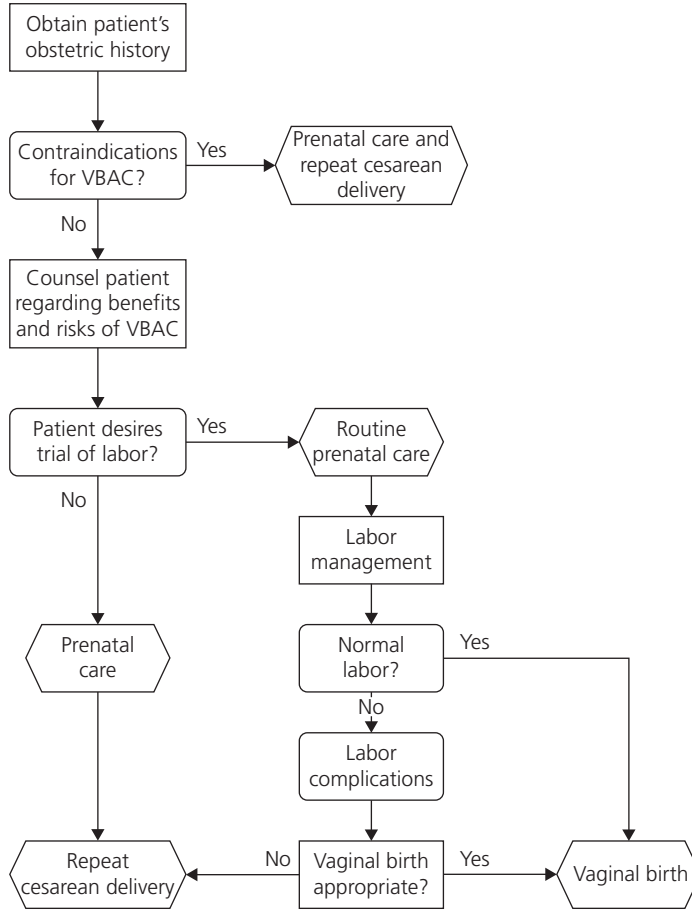 Obtain patient's
obstetric history
Contraindications
for VBAC?
Yes
Prenatal care and
repeat cesarean
delivery
No
Counsel patient
regarding benefits
and risks of VBAC
Patient desires
trial of labor?
Yes
Routine
prenatal care
No
Labor
management
Prenatal
care
Normal
labor?
Yes
No
Labor
complications
Repeat
cesarean delivery
No
Vaginal birth
appropriate?
Yes
Vaginal birth